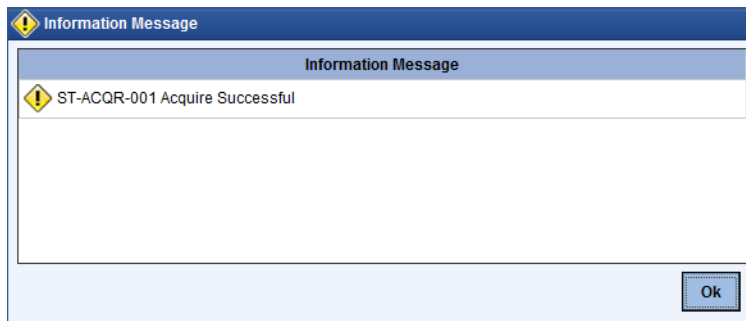 Information Message
Information Message
ST-ACQR-001 Acquire Successful
Ok